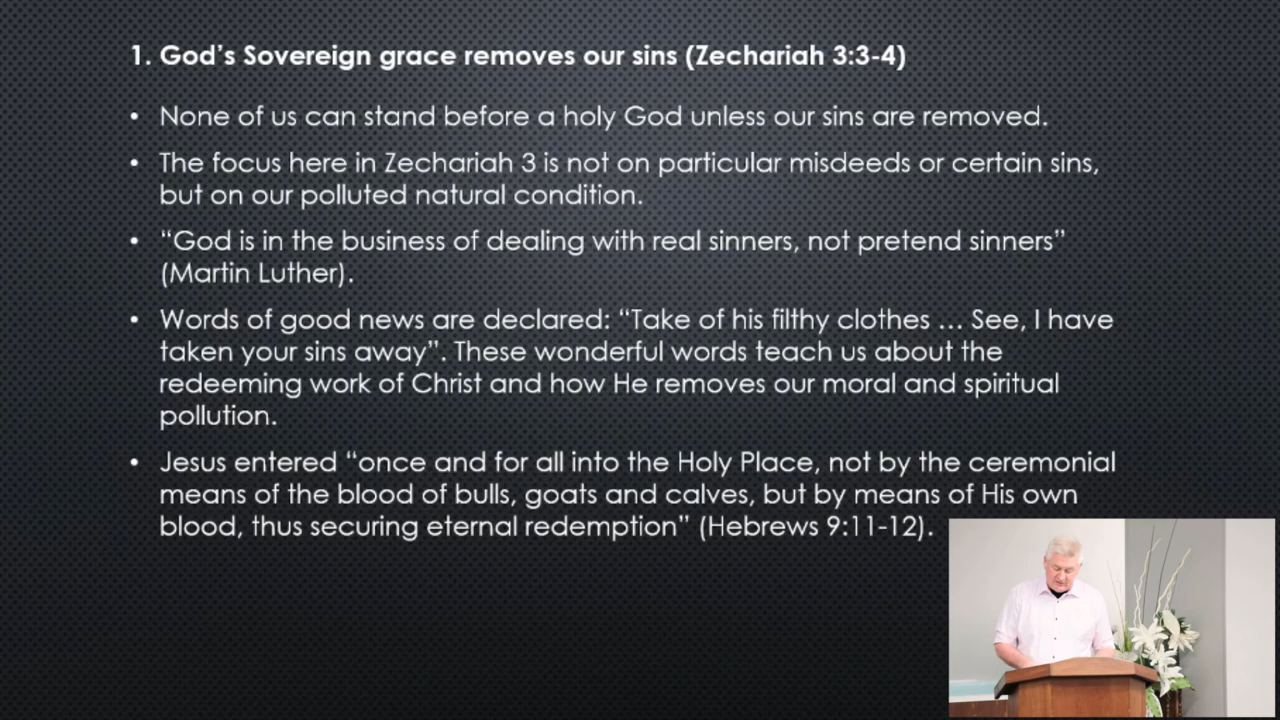 1. God’s Sovereign grace removes our sins (Zechariah 3:3-4)
• None of us can stand before a holy God unless our sins are removed.
• The focus here in Zechariah 3 is not on particular misdeeds or certain sins,
but on our polluted natural condition.
• “God is in the business of dealing with real sinners, not pretend sinners”
(Martin Luther).
• Words of good news are declared: “Take of his filthy clothes … See, I have
taken your sins away”. These wonderful words teach us about the
redeeming work of Christ and how He removes our moral and spiritual
pollution.
• Jesus entered “once and for all into the Holy Place, not by the ceremonial
means of the blood of bulls, goats and calves, but by means of His own
blood, thus securing eternal redemption” (Hebrews 9:11-12).